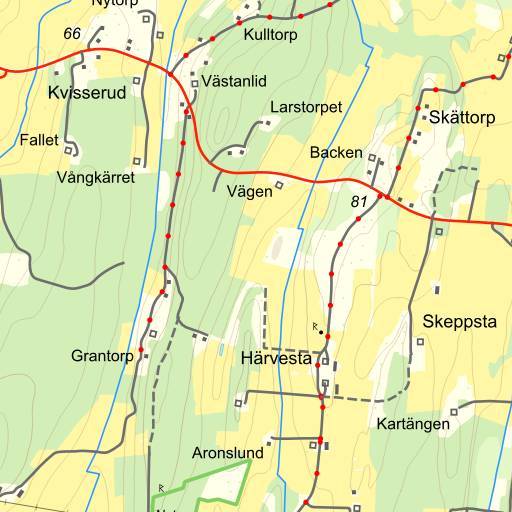 Nytorp
66
Kulltorp
Västanlid
Kvisserud
Larstorpet
Skättorp
Fallet
Backen
Vångkärret
Vägen
81
Skeppsta
R
Grantorp
Härvesta
Kartängen
Aronslund
R